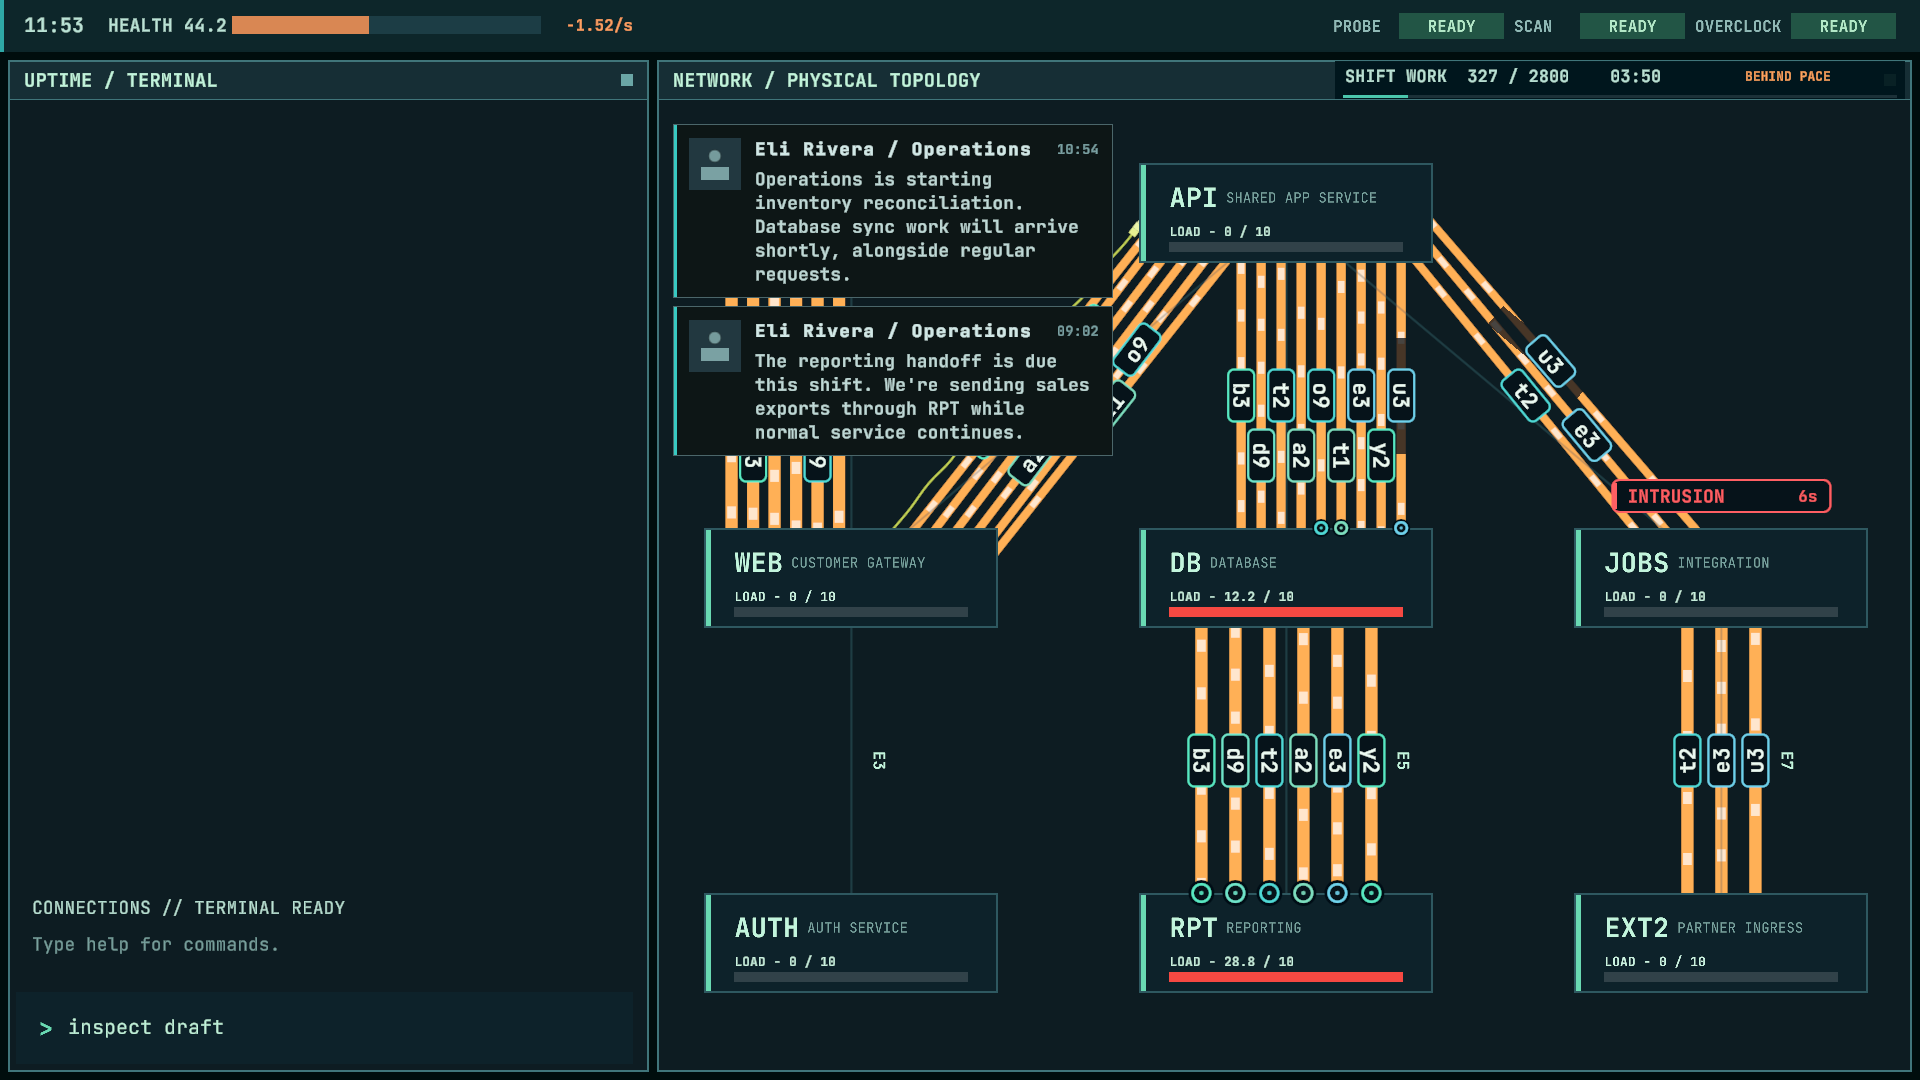 11:53 HEALTH 44.2 -1.52/s
PROBE READY SCAN READY OVERCLOCK READY
UPTIME / TERMINAL
CONNECTIONS // TERMINAL READY
Type help for commands.
> inspect draft
NETWORK / PHYSICAL TOPOLOGY
SHIFT WORK 327 / 2800 03:50 BEHIND PACE
Eli Rivera / Operations 10:54
Operations is starting
inventory reconciliation.
Database sync work will arrive
shortly, alongside regular
requests.
Eli Rivera / Operations 09:02
The reporting handoff is due
this shift. We're sending sales
exports through RPT while
normal service continues.
API SHARED APP SERVICE
LOAD - 0 / 10
o9
a2
b3 t2 o9 e3 u3
d9 a2 t1 y2
u3
t2
e3
INTRUSION 6s
WEB CUSTOMER GATEWAY
LOAD - 0 / 10
DB DATABASE
LOAD - 12.2 / 10
JOBS INTEGRATION
LOAD - 0 / 10
E3
b3 d9 t2 a2 e3 y2 E5
t2 e3 u3 E7
AUTH AUTH SERVICE
LOAD - 0 / 10
RPT REPORTING
LOAD - 28.8 / 10
EXT2 PARTNER INGRESS
LOAD - 0 / 10